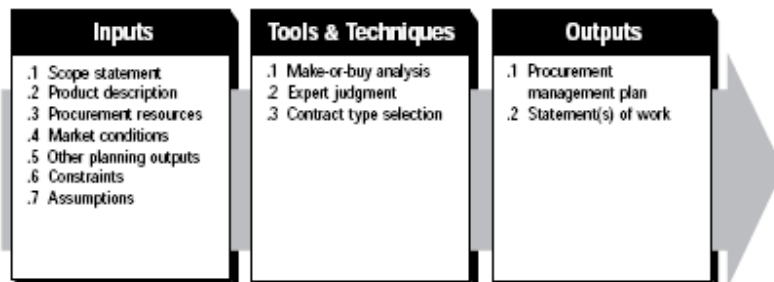 Inputs
.1 Scope statement
.2 Product description
.3 Procurement resources
.4 Market conditions
.5 Other planning outputs
.6 Constraints
.7 Assumptions
Tools & Techniques
.1 Make-or-buy analysis
.2 Expert judgment
.3 Contract type selection
Outputs
.1 Procurement
management plan
.2 Statement(s) of work